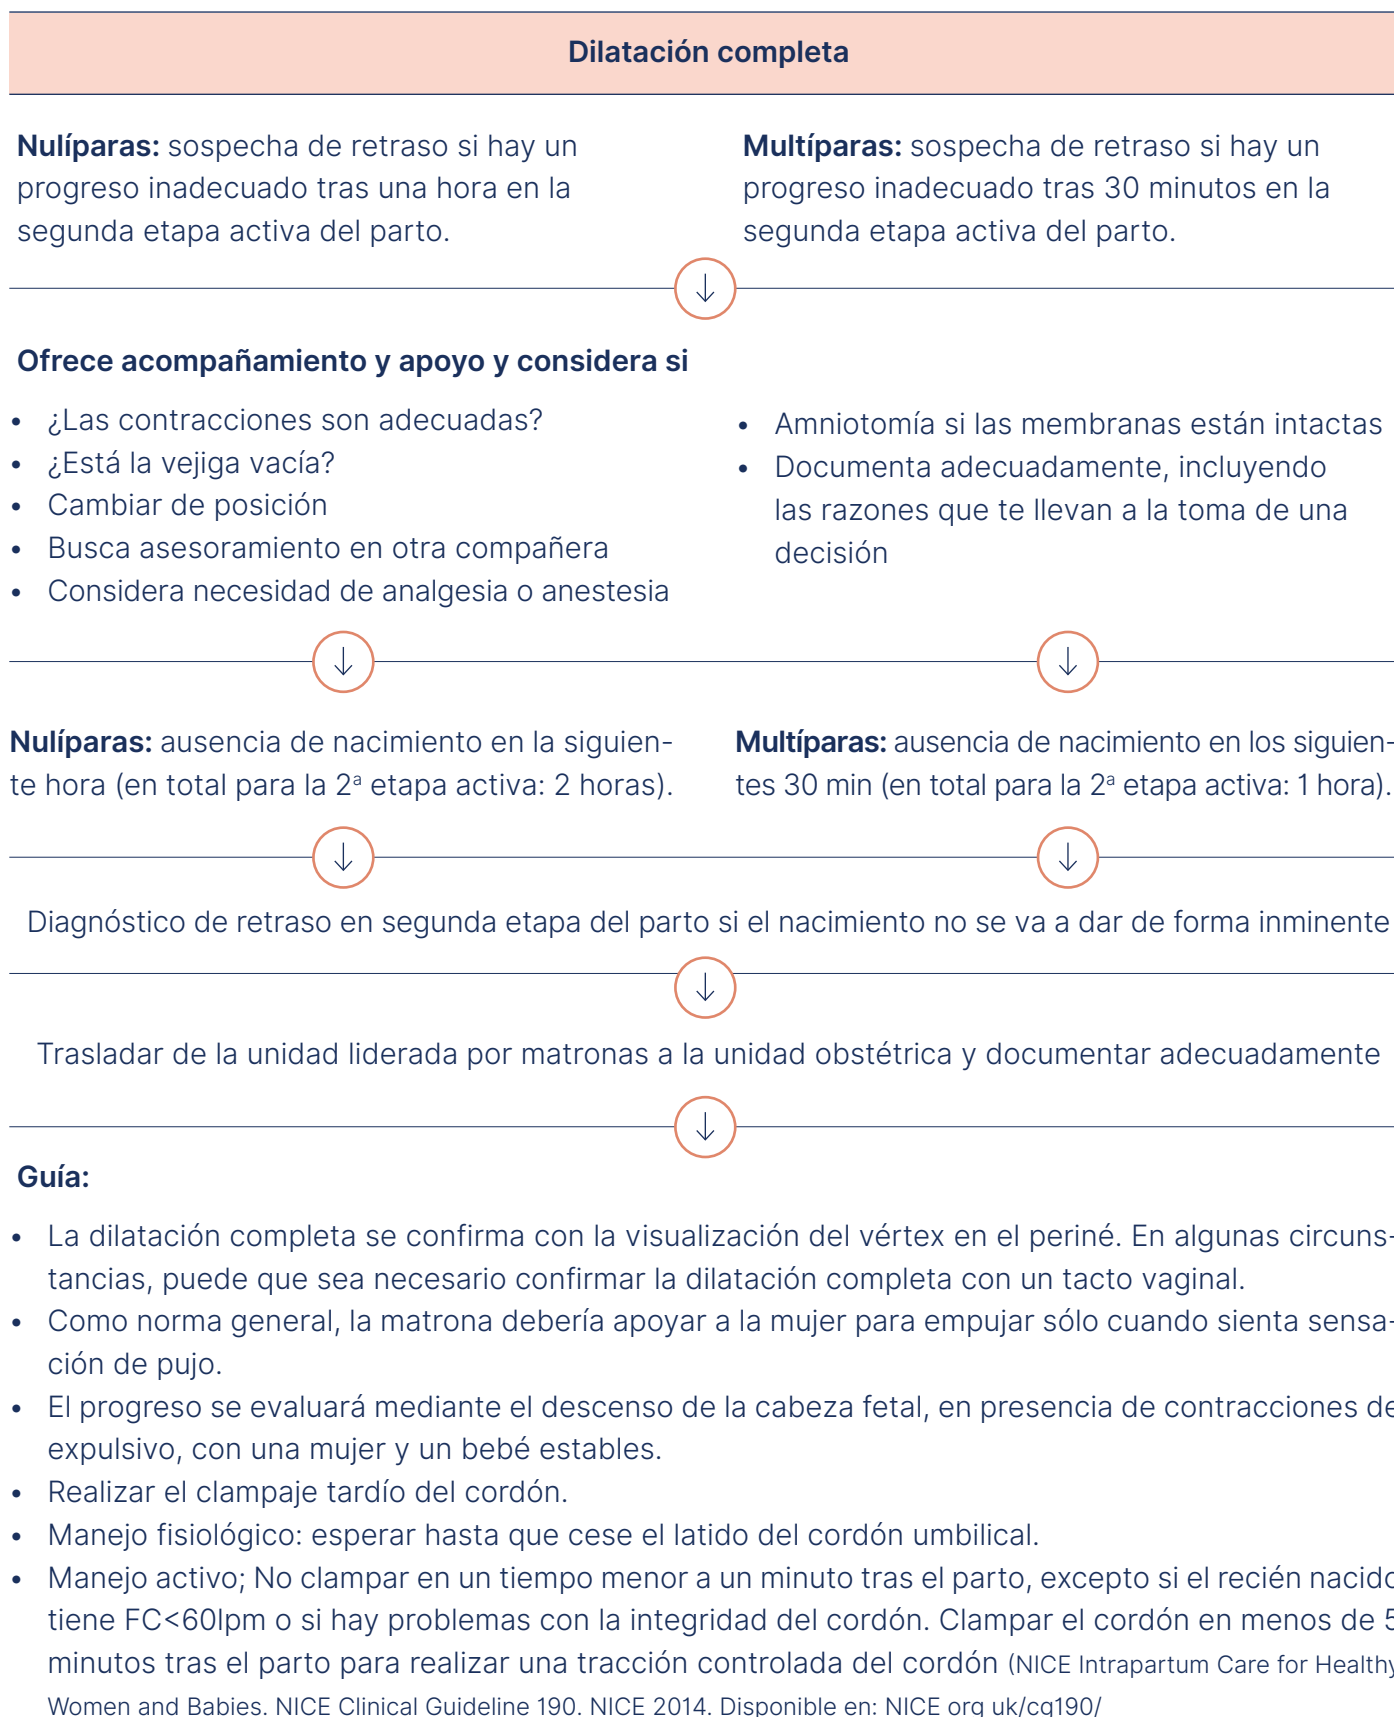 Dilatación completa
Nulíparas: sospecha de retraso si hay un
progreso inadecuado tras una hora en la
segunda etapa activa del parto.
Multíparas: sospecha de retraso si hay un
progreso inadecuado tras 30 minutos en la
segunda etapa activa del parto.
Ofrece acompañamiento y apoyo y considera si
• ¿Las contracciones son adecuadas?
• ¿Está la vejiga vacía?
• Cambiar de posición
• Busca asesoramiento en otra compañera
• Considera necesidad de analgesia o anestesia
• Amniotomía si las membranas están intactas
• Documenta adecuadamente, incluyendo
las razones que te llevan a la toma de una
decisión
Nulíparas: ausencia de nacimiento en la siguien-
te hora (en total para la 2ª etapa activa: 2 horas).
Multíparas: ausencia de nacimiento en los siguien-
tes 30 min (en total para la 2ª etapa activa: 1 hora).
Diagnóstico de retraso en segunda etapa del parto si el nacimiento no se va a dar de forma inminente
Trasladar de la unidad liderada por matronas a la unidad obstétrica y documentar adecuadamente
Guía:
• La dilatación completa se confirma con la visualización del vértex en el periné. En algunas circuns-
tancias, puede que sea necesario confirmar la dilatación completa con un tacto vaginal.
• Como norma general, la matrona debería apoyar a la mujer para empujar sólo cuando sienta sensa-
ción de pujo.
• El progreso se evaluará mediante el descenso de la cabeza fetal, en presencia de contracciones de
expulsivo, con una mujer y un bebé estables.
• Realizar el clampaje tardío del cordón.
• Manejo fisiológico: esperar hasta que cese el latido del cordón umbilical.
• Manejo activo; No clampar en un tiempo menor a un minuto tras el parto, excepto si el recién nacido
tiene FC<60lpm o si hay problemas con la integridad del cordón. Clampar el cordón en menos de 5
minutos tras el parto para realizar una tracción controlada del cordón (NICE Intrapartum Care for Healthy
Women and Babies. NICE Clinical Guideline 190. NICE 2014. Disponible en: NICE org uk/cg190/